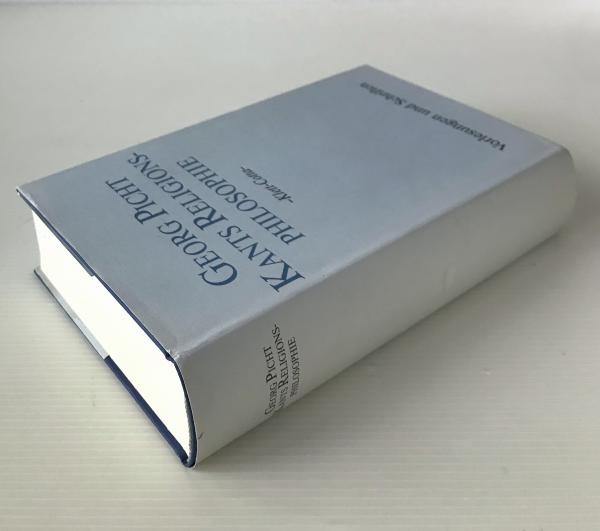 GEORG PICHT
KANTS RELIGIONS-
PHILOSOPHIE
-Klett-Cotta-
Vorlesungen und Schriften
GEORG PICHT
KANTS RELIGIONS-
PHILOSOPHIE